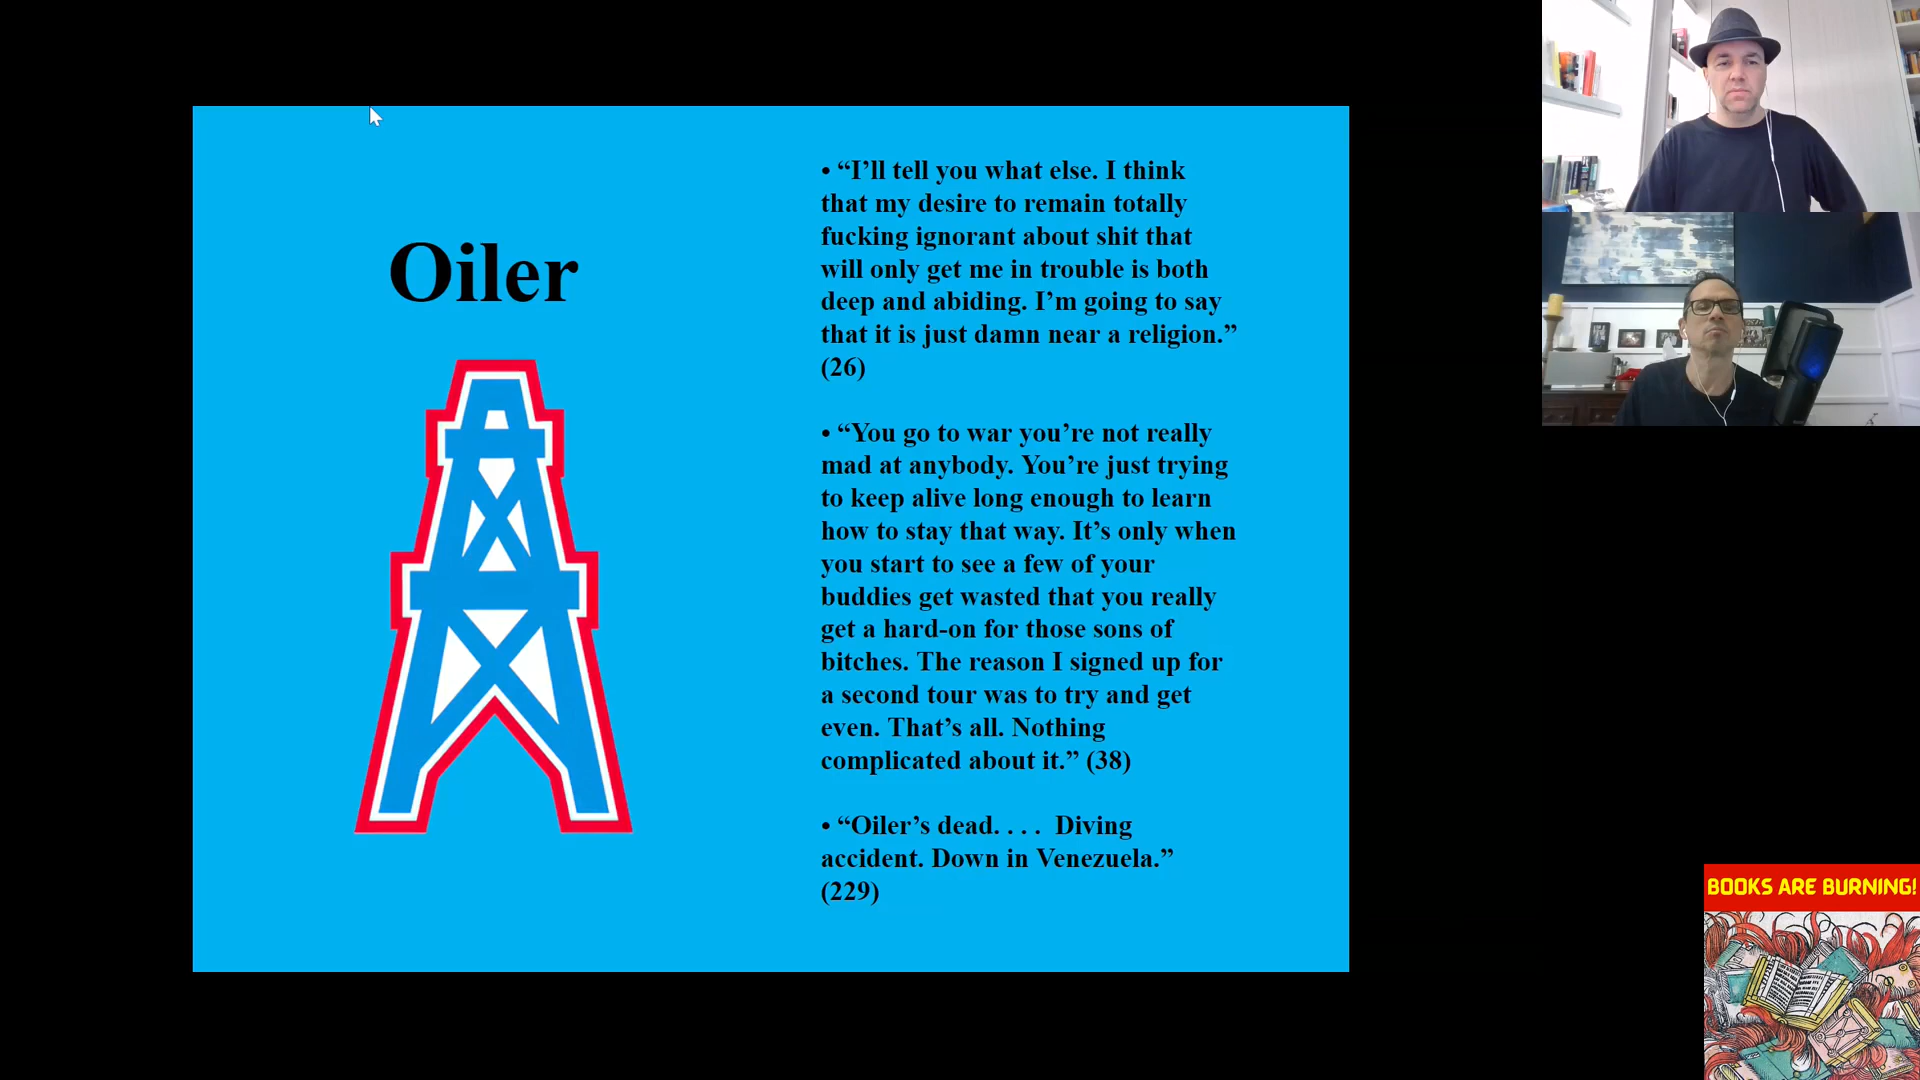 Oiler
• “I’ll tell you what else. I think
that my desire to remain totally
fucking ignorant about shit that
will only get me in trouble is both
deep and abiding. I’m going to say
that it is just damn near a religion.”
(26)
• “You go to war you’re not really
mad at anybody. You’re just trying
to keep alive long enough to learn
how to stay that way. It’s only when
you start to see a few of your
buddies get wasted that you really
get a hard-on for those sons of
bitches. The reason I signed up for
a second tour was to try and get
even. That’s all. Nothing
complicated about it.” (38)
• “Oiler’s dead. . . .  Diving
accident. Down in Venezuela.”
(229)
BOOKS ARE BURNING!